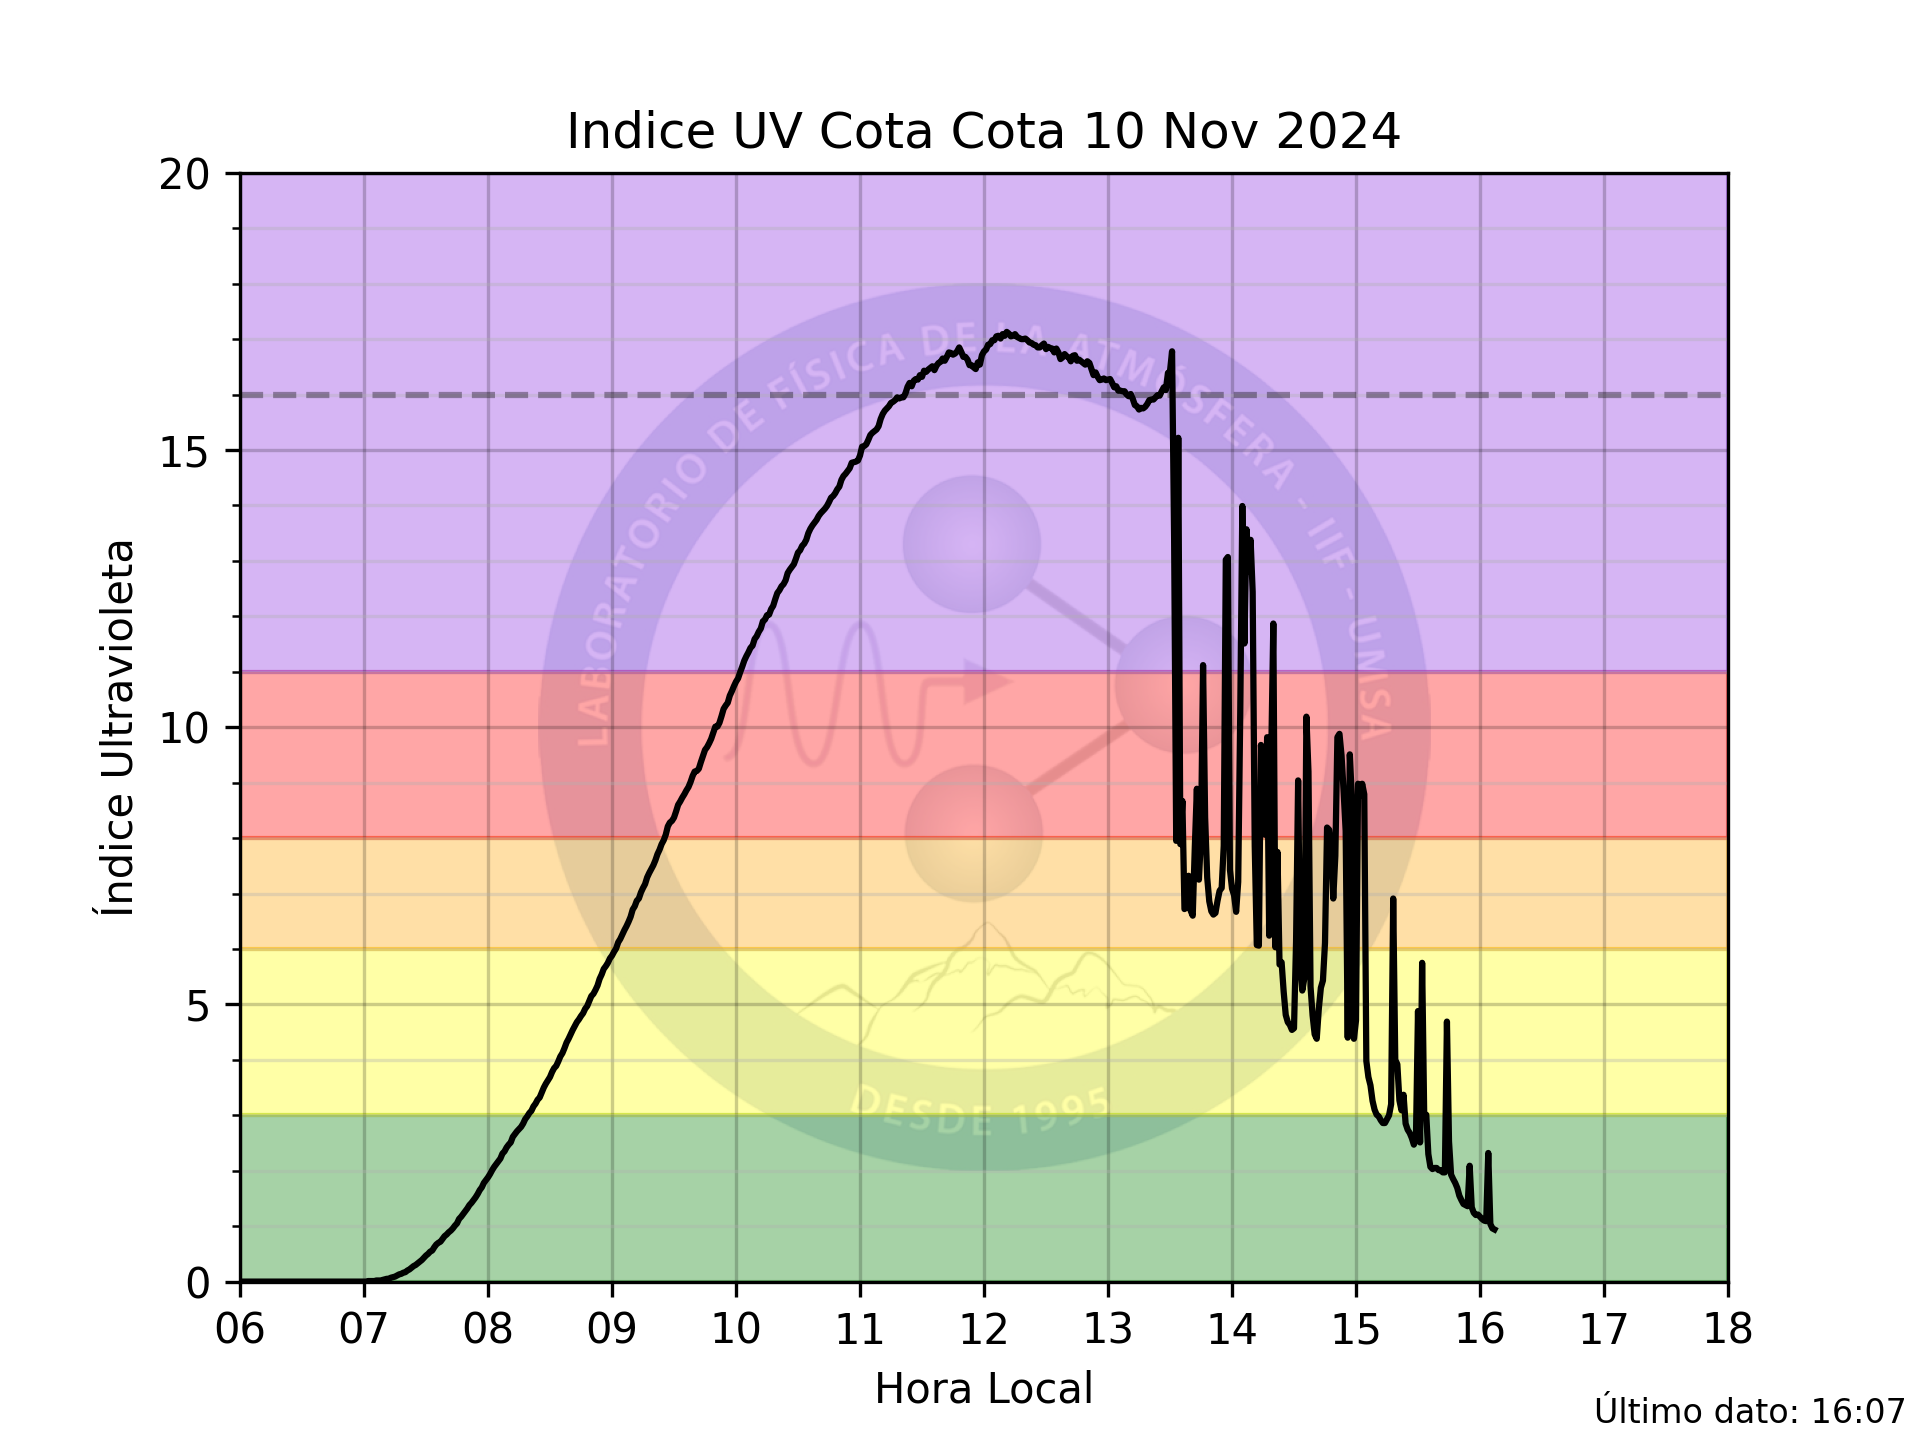 Indice UV Cota Cota 10 Nov 2024
20
15
10
5
0
Índice Ultravioleta
LABORATORIO DE FÍSICA DE LA ATMÓSFERA - IIF - UMSA
DESDE 1995
06 07 08 09 10 11 12 13 14 15 16 17 18
Hora Local
Último dato: 16:07